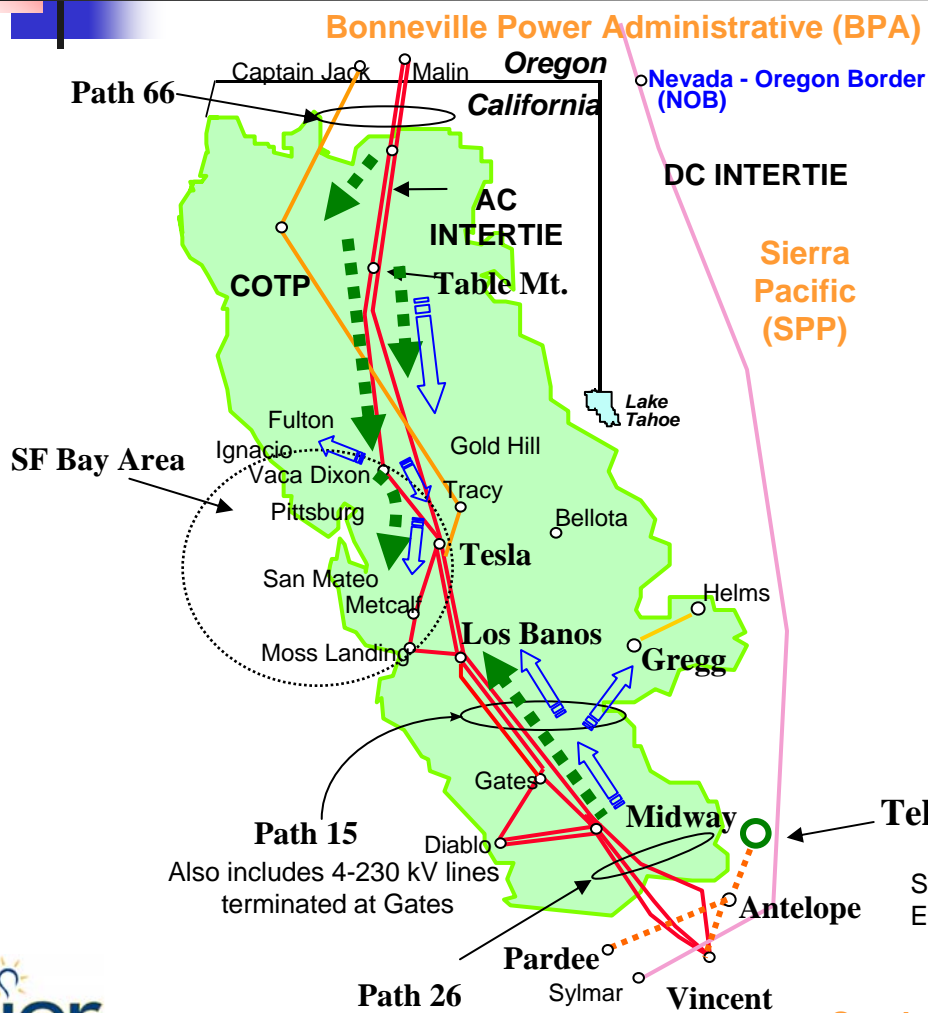 Bonneville Power Administrative (BPA)
Captain Jack
Malin
Oregon
California
Nevada - Oregon Border
(NOB)
Path 66
DC INTERTIE
AC
INTERTIE
COTP
Table Mt.
Sierra
Pacific
(SPP)
Lake
Tahoe
Fulton
Ignacio
Gold Hill
SF Bay Area
Vaca Dixon
Tracy
Pittsburg
Bellota
Tesla
San Mateo
Metcalf
Helms
Los Banos
Moss Landing
Gregg
Gates
Midway
Tel
Path 15
Diablo
Also includes 4-230 kV lines
terminated at Gates
S
E
Antelope
Pardee
Path 26
Sylmar
Vincent